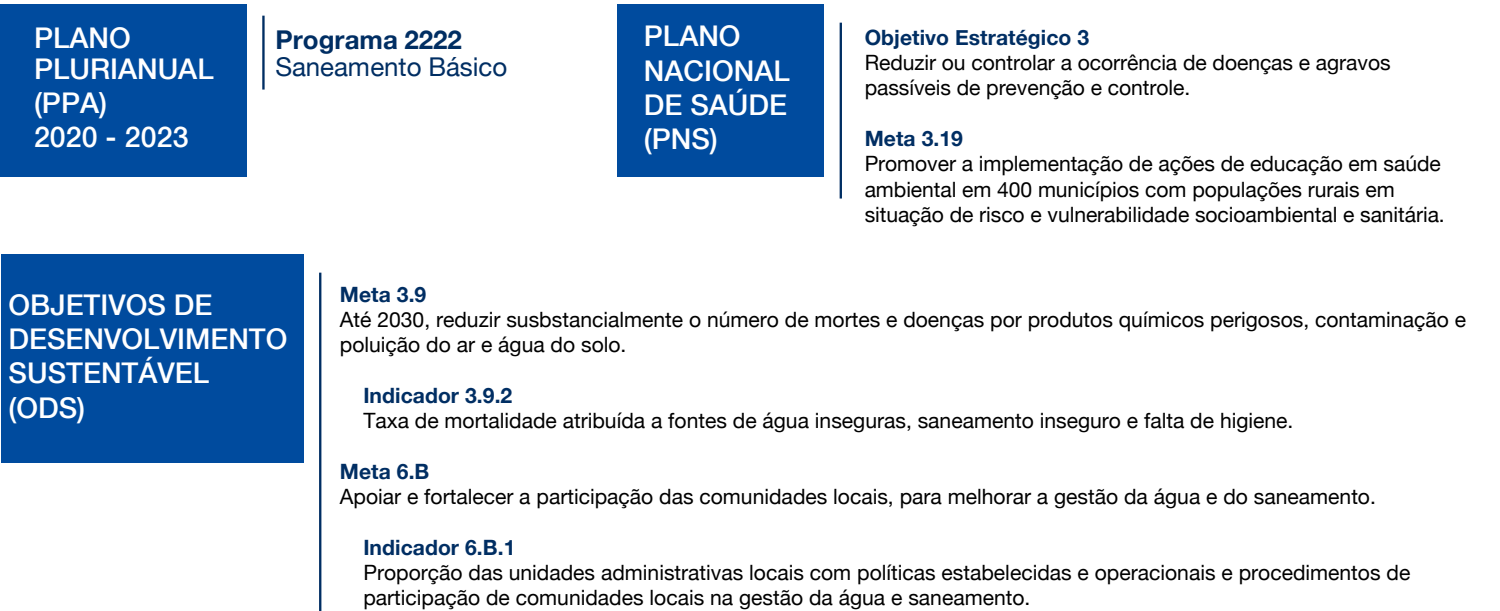 PLANO
PLURIANUAL
(PPA)
2020 - 2023
Programa 2222
Saneamento Básico
PLANO
NACIONAL
DE SAÚDE
(PNS)
Objetivo Estratégico 3
Reduzir ou controlar a ocorrência de doenças e agravos
passíveis de prevenção e controle.
Meta 3.19
Promover a implementação de ações de educação em saúde
ambiental em 400 municípios com populações rurais em
situação de risco e vulnerabilidade socioambiental e sanitária.
OBJETIVOS DE
DESENVOLVIMENTO
SUSTENTÁVEL
(ODS)
Meta 3.9
Até 2030, reduzir susbstancialmente o número de mortes e doenças por produtos químicos perigosos, contaminação e
poluição do ar e água do solo.
Indicador 3.9.2
Taxa de mortalidade atribuída a fontes de água inseguras, saneamento inseguro e falta de higiene.
Meta 6.B
Apoiar e fortalecer a participação das comunidades locais, para melhorar a gestão da água e do saneamento.
Indicador 6.B.1
Proporção das unidades administrativas locais com políticas estabelecidas e operacionais e procedimentos de
participação de comunidades locais na gestão da água e saneamento.